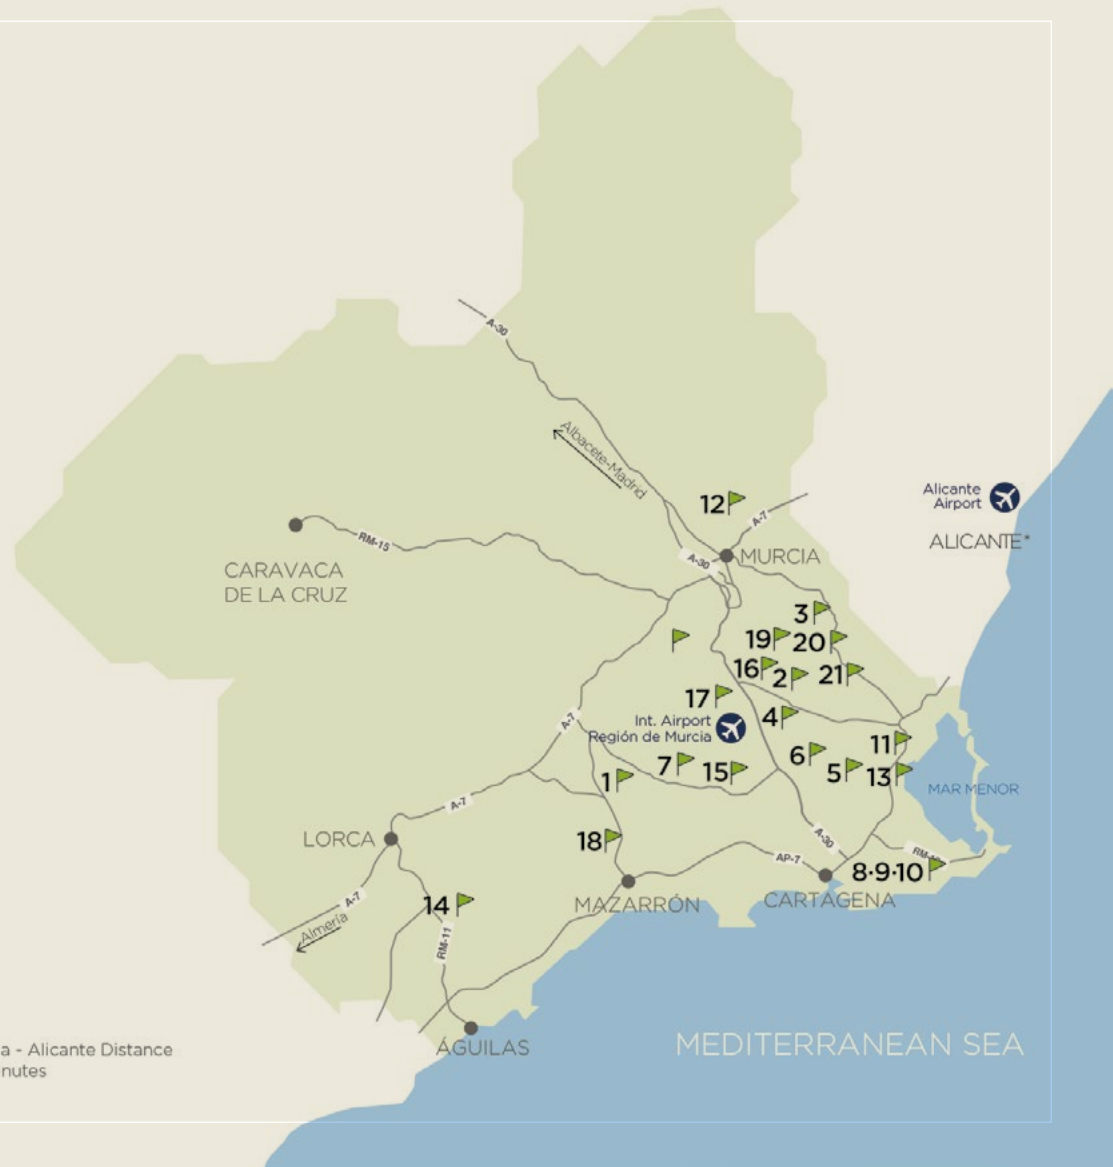 A-30
Albacete-Madrid
12
A-7
Alicante
Airport
ALICANTE*
MURCIA
A-30
RM-15
CARAVACA
DE LA CRUZ
3
19
20
16
2
21
17
4
A-7
Int. Airport
Región de Murcia
11
6
7
5
13
1
15
MAR MENOR
A-7
LORCA
18
A-30
AP-7
8·9·10
A-7
14
MAZARRÓN
CARTAGENA
Almería
RM-11
ÁGUILAS
MEDITERRANEAN SEA
a - Alicante Distance
nutes